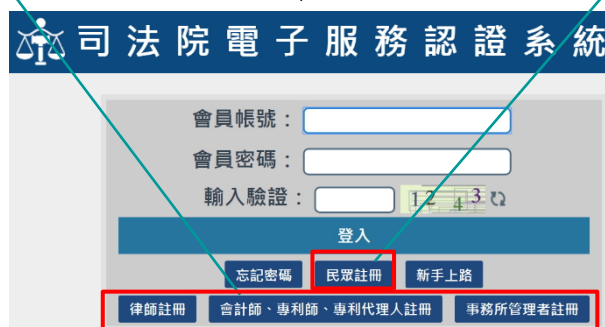 司法院電子服務認證系統
會員帳號：
會員密碼：
輸入驗證： 12 4 3
登入
忘記密碼 民眾註冊 新手上路
律師註冊 會計師、專利師、專利代理人註冊 事務所管理者註冊